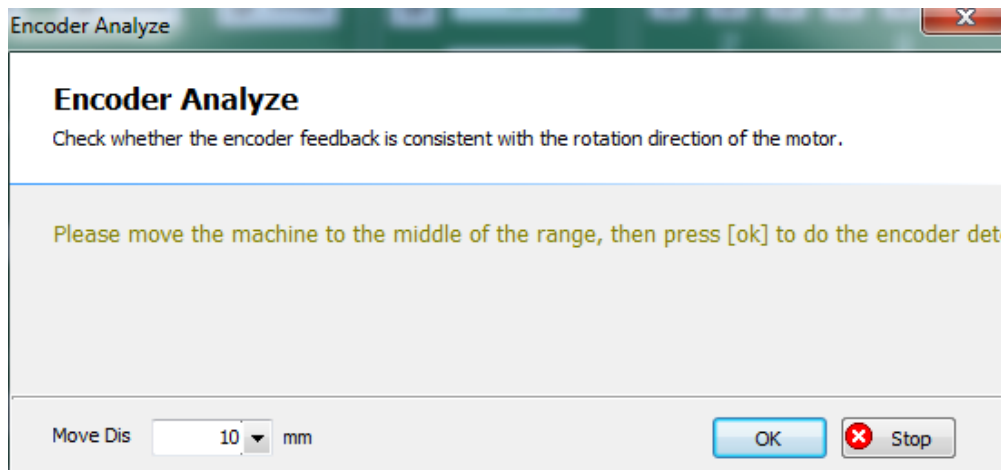 Encoder Analyze
Encoder Analyze
Check whether the encoder feedback is consistent with the rotation direction of the motor.
Please move the machine to the middle of the range, then press [ok] to do the encoder
Move Dis 10 mm OK Stop